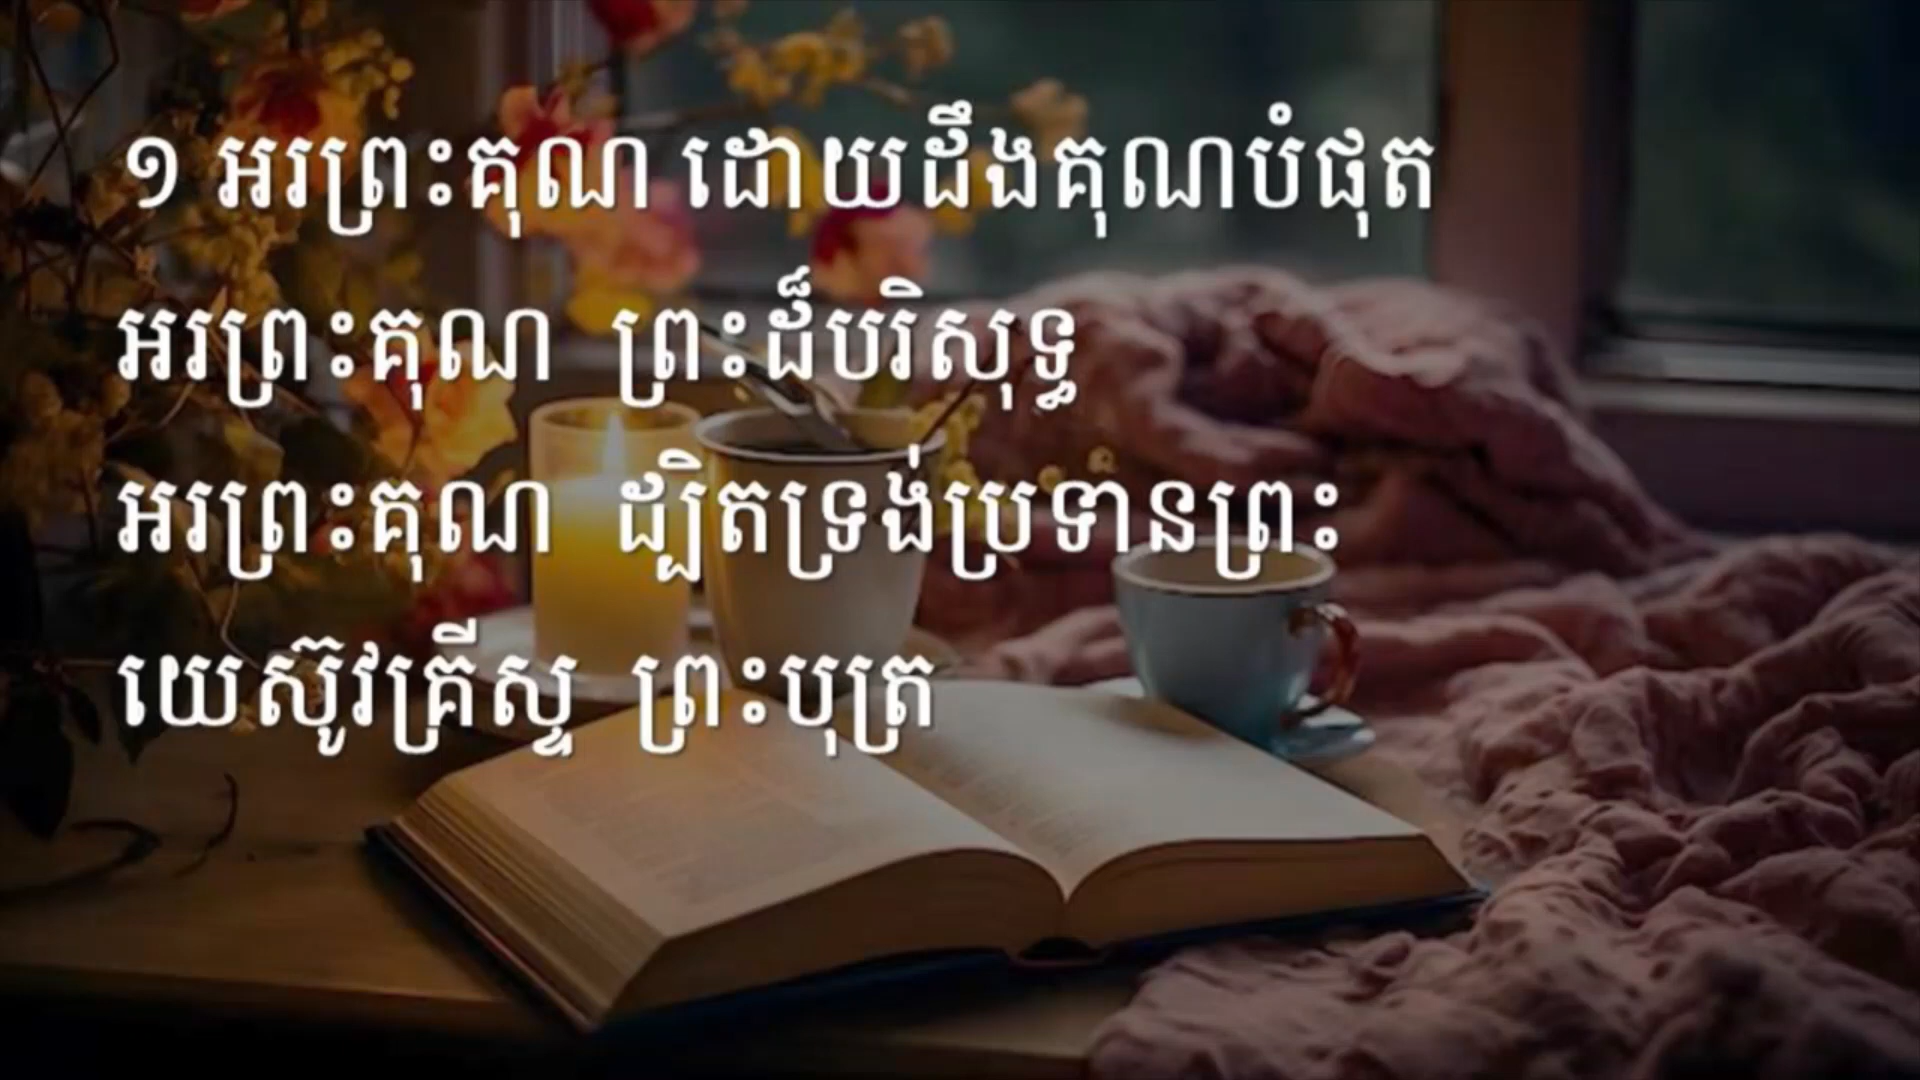 ១ អរព្រះគុណ ដោយដឹងគុណបំផុត
អរព្រះគុណ ព្រះដ៏បរិសុទ្ធ
អរព្រះគុណ ដ្បិតទ្រង់ប្រទានព្រះ
យេស៊ូវគ្រីស្ទ ព្រះបុត្រ